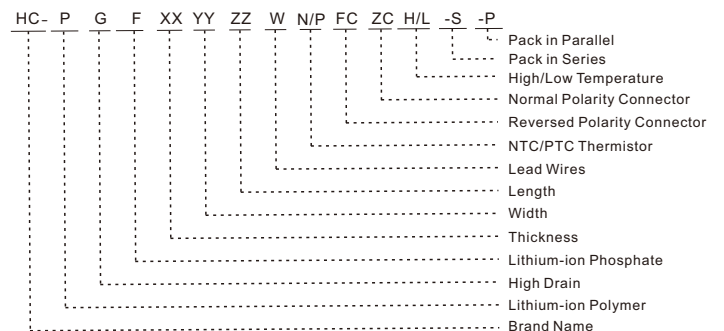 HC- P G F XX YY ZZ W N/P FC ZC H/L -S -P
Pack in Parallel
Pack in Series
High/Low Temperature
Normal Polarity Connector
Reversed Polarity Connector
NTC/PTC Thermistor
Lead Wires
Length
Width
Thickness
Lithium-ion Phosphate
High Drain
Lithium-ion Polymer
Brand Name